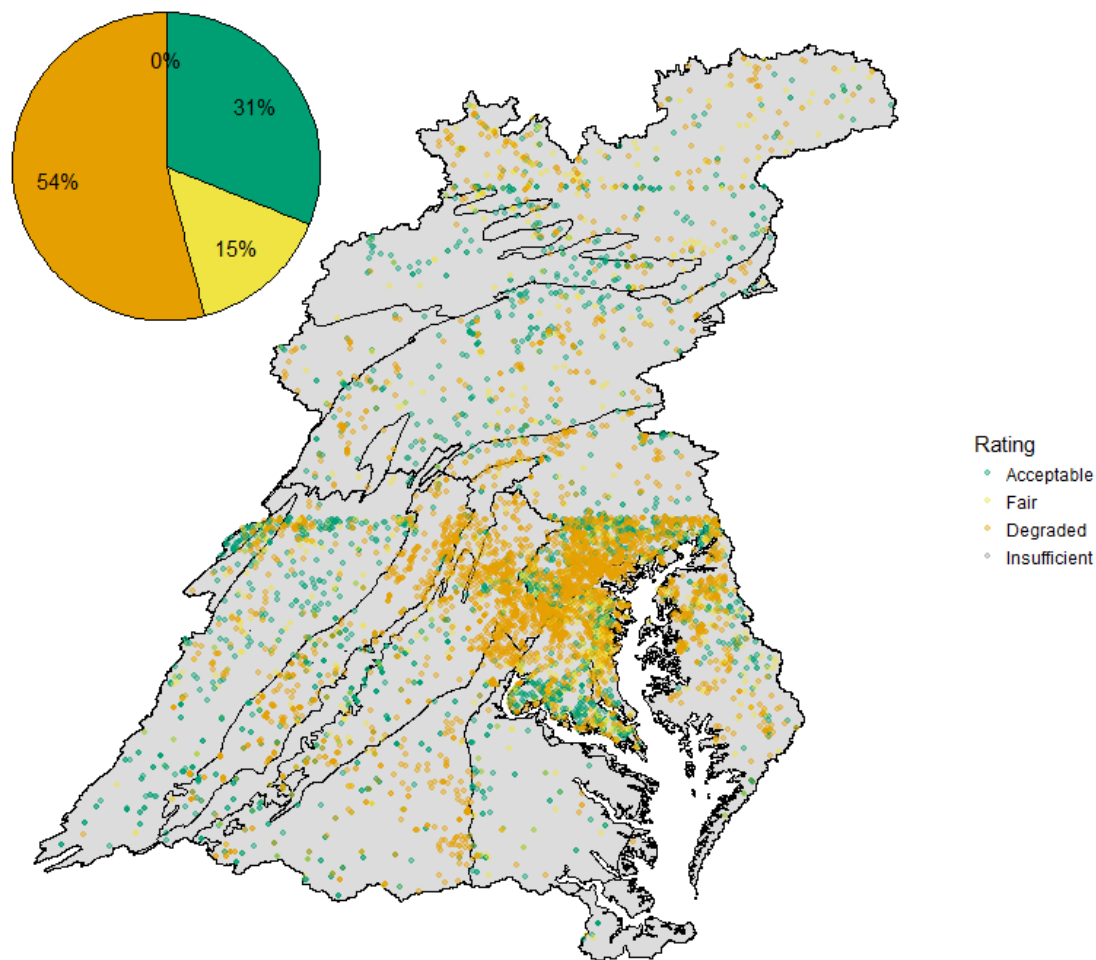 0%
31%
54%
15%
Rating
Acceptable
Fair
Degraded
Insufficient